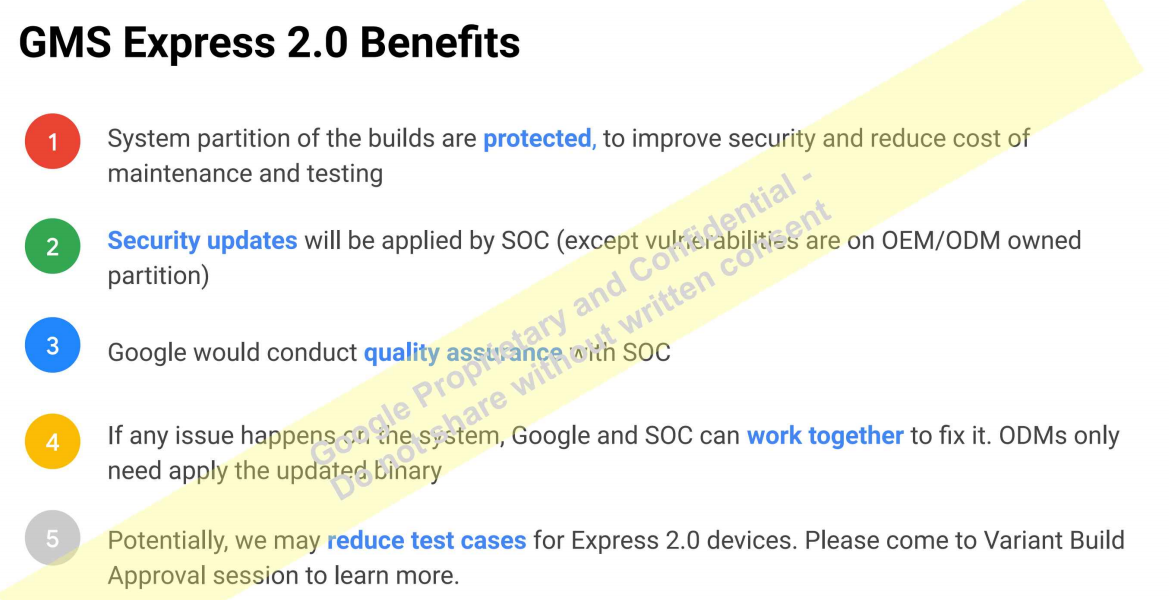 GMS Express 2.0 Benefits
1
System partition of the builds are protected, to improve security and reduce cost of
maintenance and testing
2
Security updates will be applied by SOC (except vulnerabilities are on OEM/ODM owned
partition)
3
Google would conduct quality assurance with SOC
4
If any issue happens on the system, Google and SOC can work together to fix it. ODMs only
need apply the updated binary
5
Potentially, we may reduce test cases for Express 2.0 devices. Please come to Variant Build
Approval session to learn more.
Google Proprietary and Confidential -
Do not share without written consent